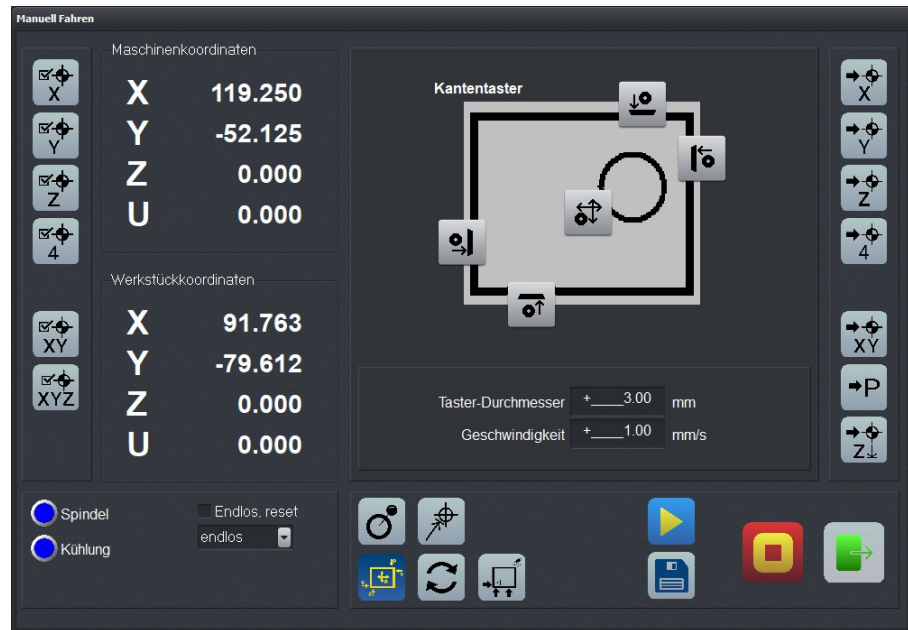 Manuell Fahren
Maschinenkoordinaten
X 119.250
Y -52.125
Z 0.000
U 0.000
Werkstückkoordinaten
X 91.763
Y -79.612
Z 0.000
U 0.000
X
Y
Z
4
XY
XYZ
Kantentaster
Taster-Durchmesser +____3.00 mm
Geschwindigkeit +____1.00 mm/s
X
Y
Z
4
XY
P
Z
Spindel
Kühlung
Endlos, reset
endlos